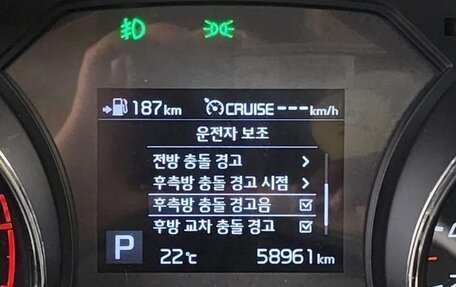 187km CRUISE---km/h
운전자 보조
전방 충돌 경고
후측방 충돌 경고 시점
후측방 충돌 경고음
후방 교차 충돌 경고
P 22℃ 58961km